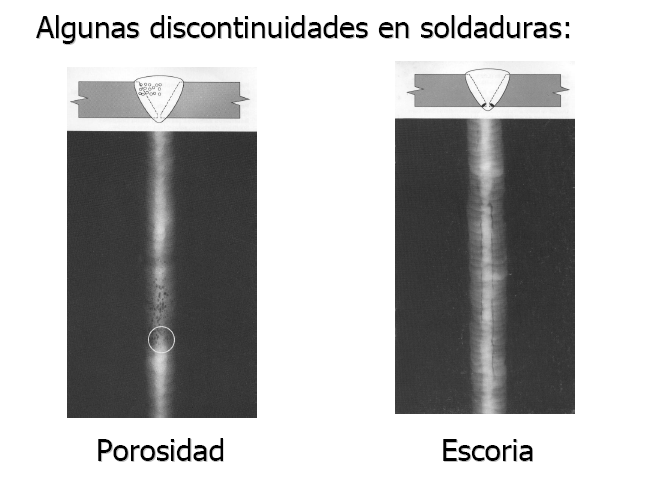 Algunas discontinuidades en soldaduras:
Porosidad
Escoria